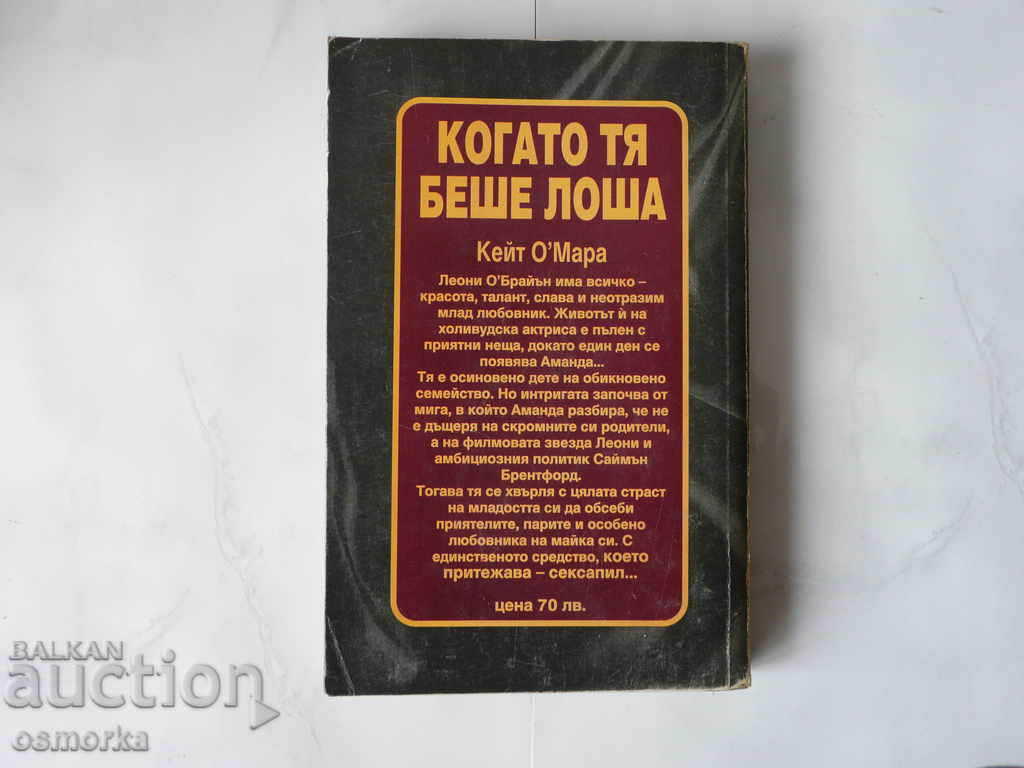 КОГАТО ТЯ
БЕШЕ ЛОША
Кейт О'Мара
Леони О'Брайън има всичко –
красота, талант, слава и неотразим
млад любовник. Животът ѝ на
холивудска актриса е пълен с
приятни неща, докато един ден се
появява Аманда...
Тя е осиновено дете на обикновено
семейство. Но интригата започва от
мига, в който Аманда разбира, че не
е дъщеря на скромните си родители,
а на филмовата звезда Леони и
амбициозния политик Саймън
Брентфорд.
Тогава тя се хвърля с цялата страст
на младостта си да обсеби
приятелите, парите и особено
любовника на майка си. С
единственото средство, което
притежава – сексапил...
цена 70 лв.
BALKAN
auction
osmorka